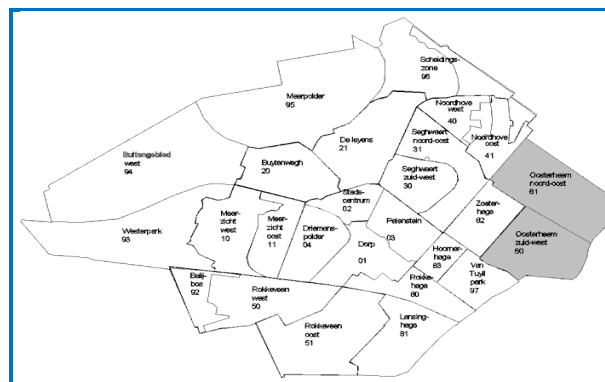 Scheidings-
zone
96
Meerpolder
95
Noordhove
west
40
Noordhove
oost
41
De leyens
21
Seghwaert
noord-oost
31
Buitengebied
west
94
Buytenwegh
20
Seghwaert
zuid-west
30
Oosterheem
noord-oost
61
Stads-
centrum
02
Zoeter-
hage
82
Meer-
zicht
west
10
Meer-
zicht
oost
11
Driemans-
polder
04
Palenstein
03
Westerpark
93
Oosterheem
zuid-west
60
Dorp
01
Hoorner-
hage
83
Van
Tuyll
park
97
Rokke-
hage
80
Balij-
bos
92
Rokkeveen
west
50
Lansing-
hage
81
Rokkeveen
oost
51